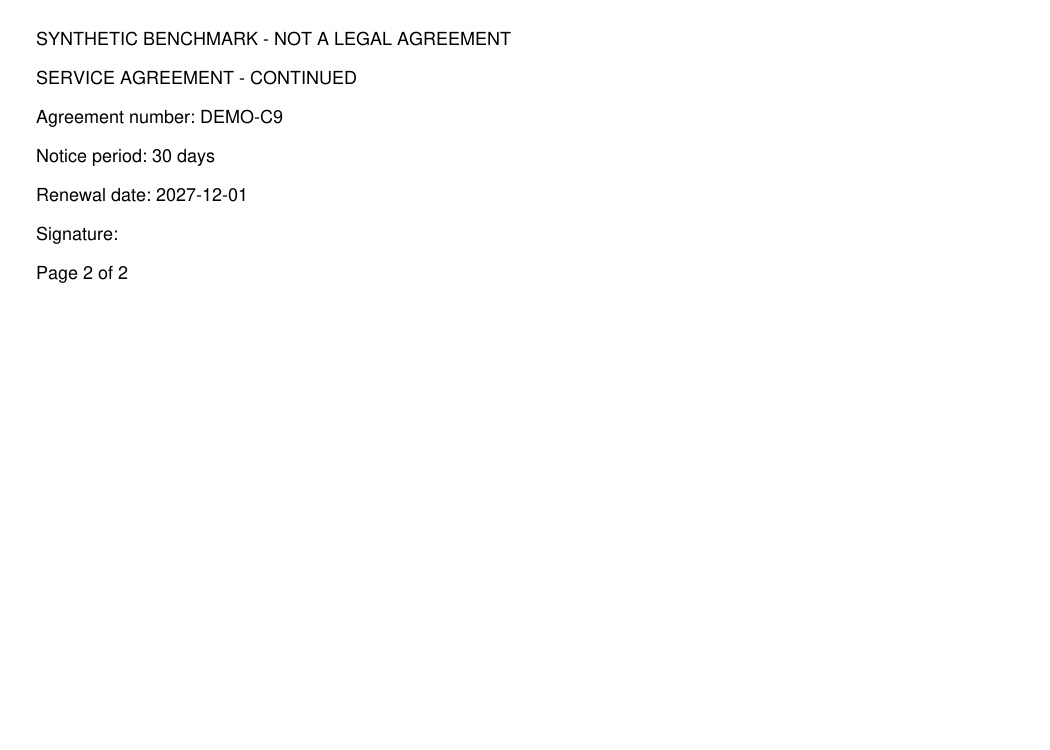 SYNTHETIC BENCHMARK - NOT A LEGAL AGREEMENT
SERVICE AGREEMENT - CONTINUED
Agreement number: DEMO-C9
Notice period: 30 days
Renewal date: 2027-12-01
Signature:
Page 2 of 2